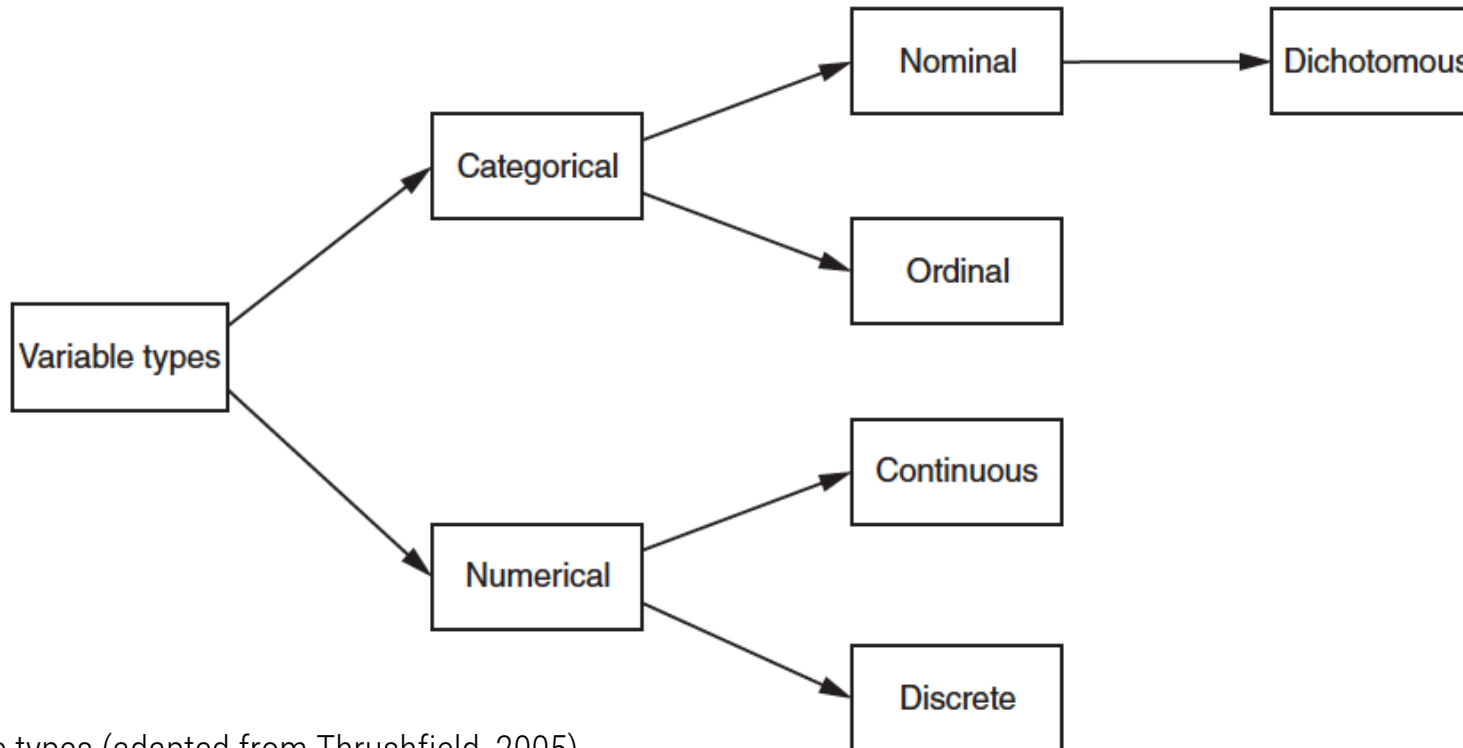 Nominal
Dichotomous
Categorical
Ordinal
Variable types
Continuous
Numerical
Discrete
types (adapted from Thrushfield, 2005)